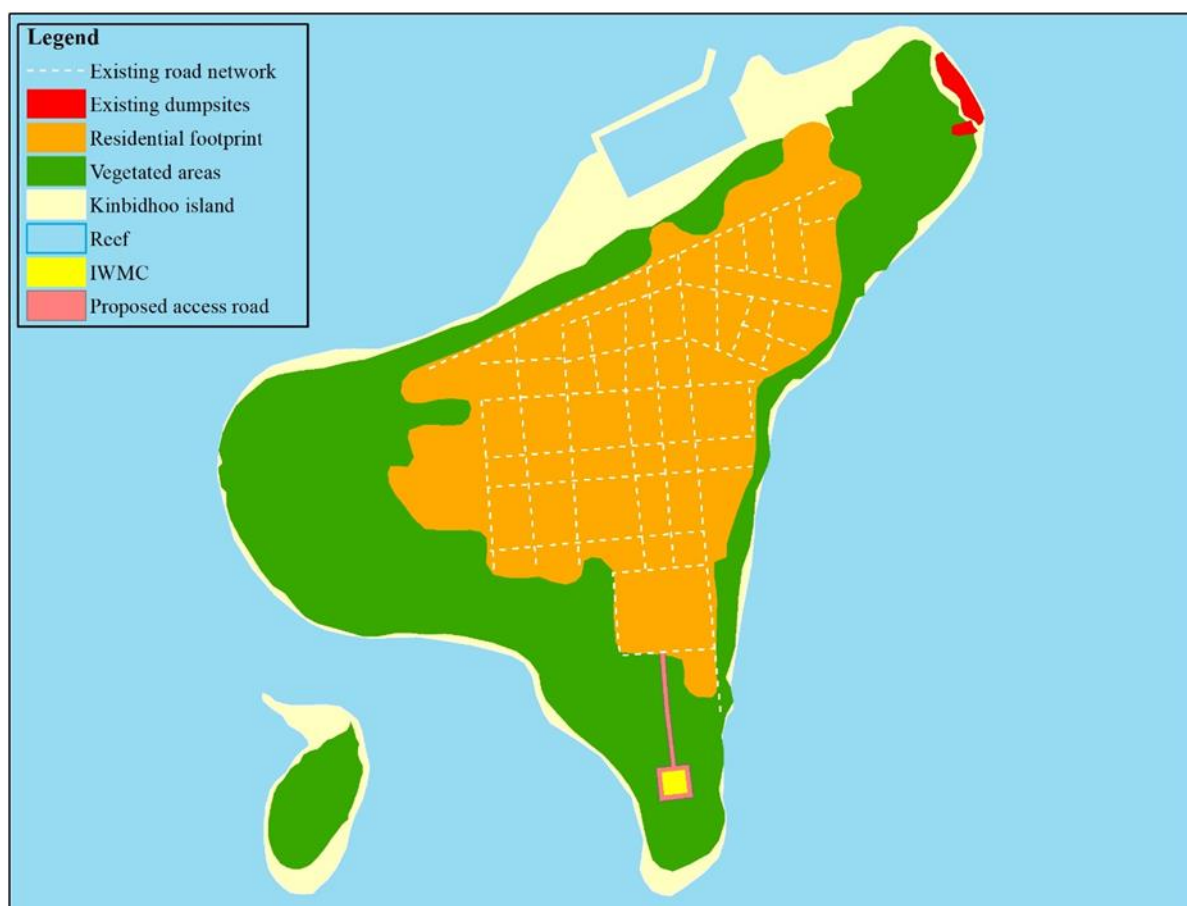 Legend
Existing road network
Existing dumpsites
Residential footprint
Vegetated areas
Kinbidhoo island
Reef
IWMC
Proposed access road